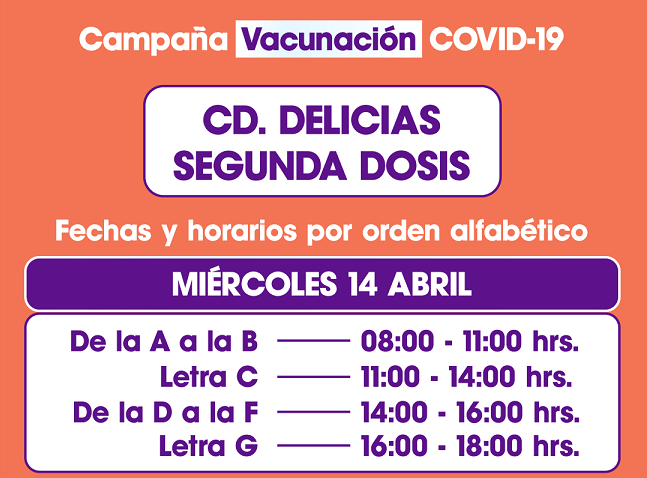 Campaña Vacunación COVID-19
CD. DELICIAS
SEGUNDA DOSIS
Fechas y horarios por orden alfabético
MIÉRCOLES 14 ABRIL
De la A a la B 08:00 - 11:00 hrs.
Letra C 11:00 - 14:00 hrs.
De la D a la F 14:00 - 16:00 hrs.
Letra G 16:00 - 18:00 hrs.